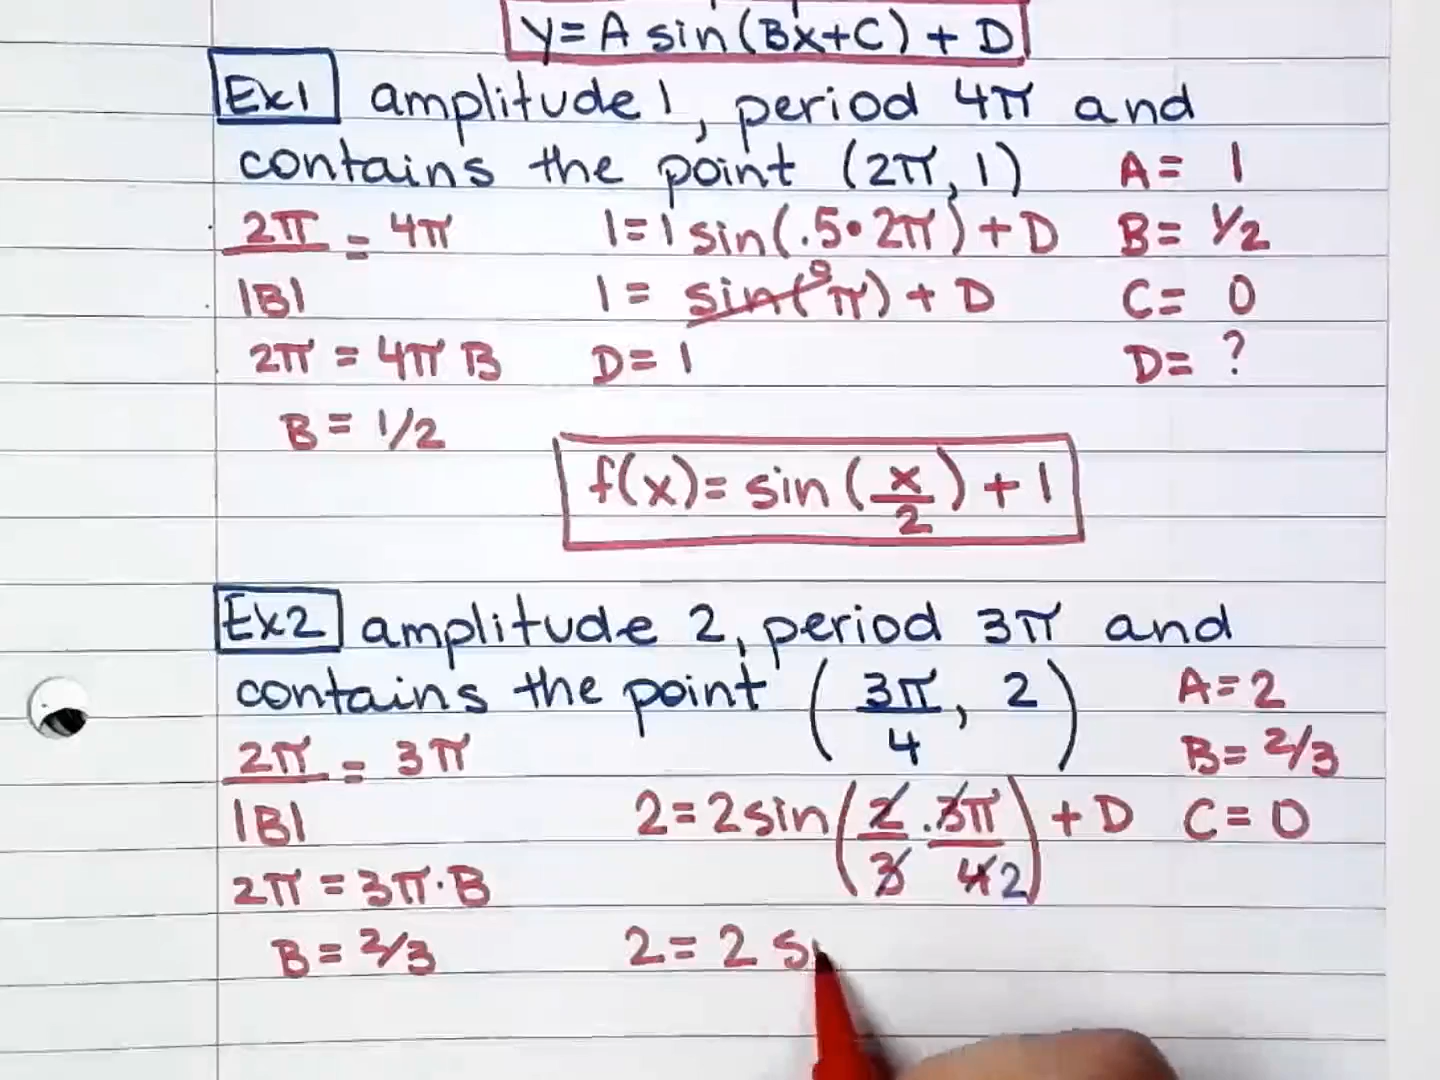 y = A sin(Bx+C) + D
Ex1 amplitude 1, period 4π and
contains the point (2π, 1) A = 1
2π/|B| = 4π 1 = 1 sin(.5•2π) + D B = 1/2
1 = sin(π)⁰ + D C = 0
2π = 4π B D = 1 D = ?
B = 1/2
f(x) = sin(x/2) + 1
Ex2 amplitude 2, period 3π and
contains the point (3π/4, 2) A = 2
2π/|B| = 3π B = 2/3
2 = 2sin(2/3 · 3π/4 2) + D C = 0
2π = 3π·B
B = 2/3 2 = 2 s